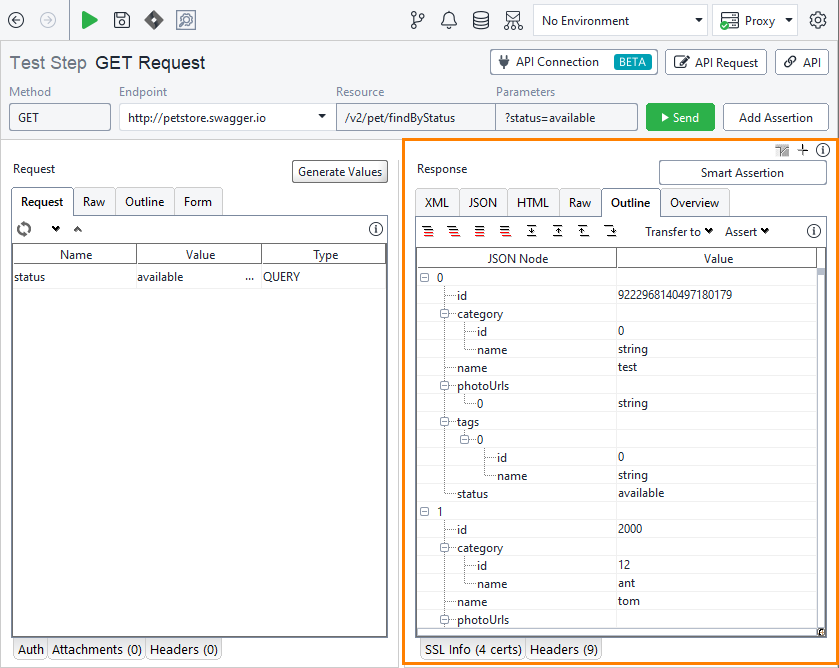 No Environment
Proxy
Test Step GET Request
API Connection BETA
API Request
API
Method
Endpoint
Resource
Parameters
GET
http://petstore.swagger.io
/v2/pet/findByStatus
?status=available
Send
Add Assertion
Request
Generate Values
Request Raw Outline Form
Name Value Type
status available ... QUERY
Auth Attachments (0) Headers (0)
Response
Smart Assertion
XML JSON HTML Raw Outline Overview
Transfer to Assert
JSON Node Value
0
id 9222968140497180179
category
id 0
name string
name test
photoUrls
0 string
tags
0
id 0
name string
status available
1
id 2000
category
id 12
name ant
name tom
photoUrls
SSL Info (4 certs) Headers (9)